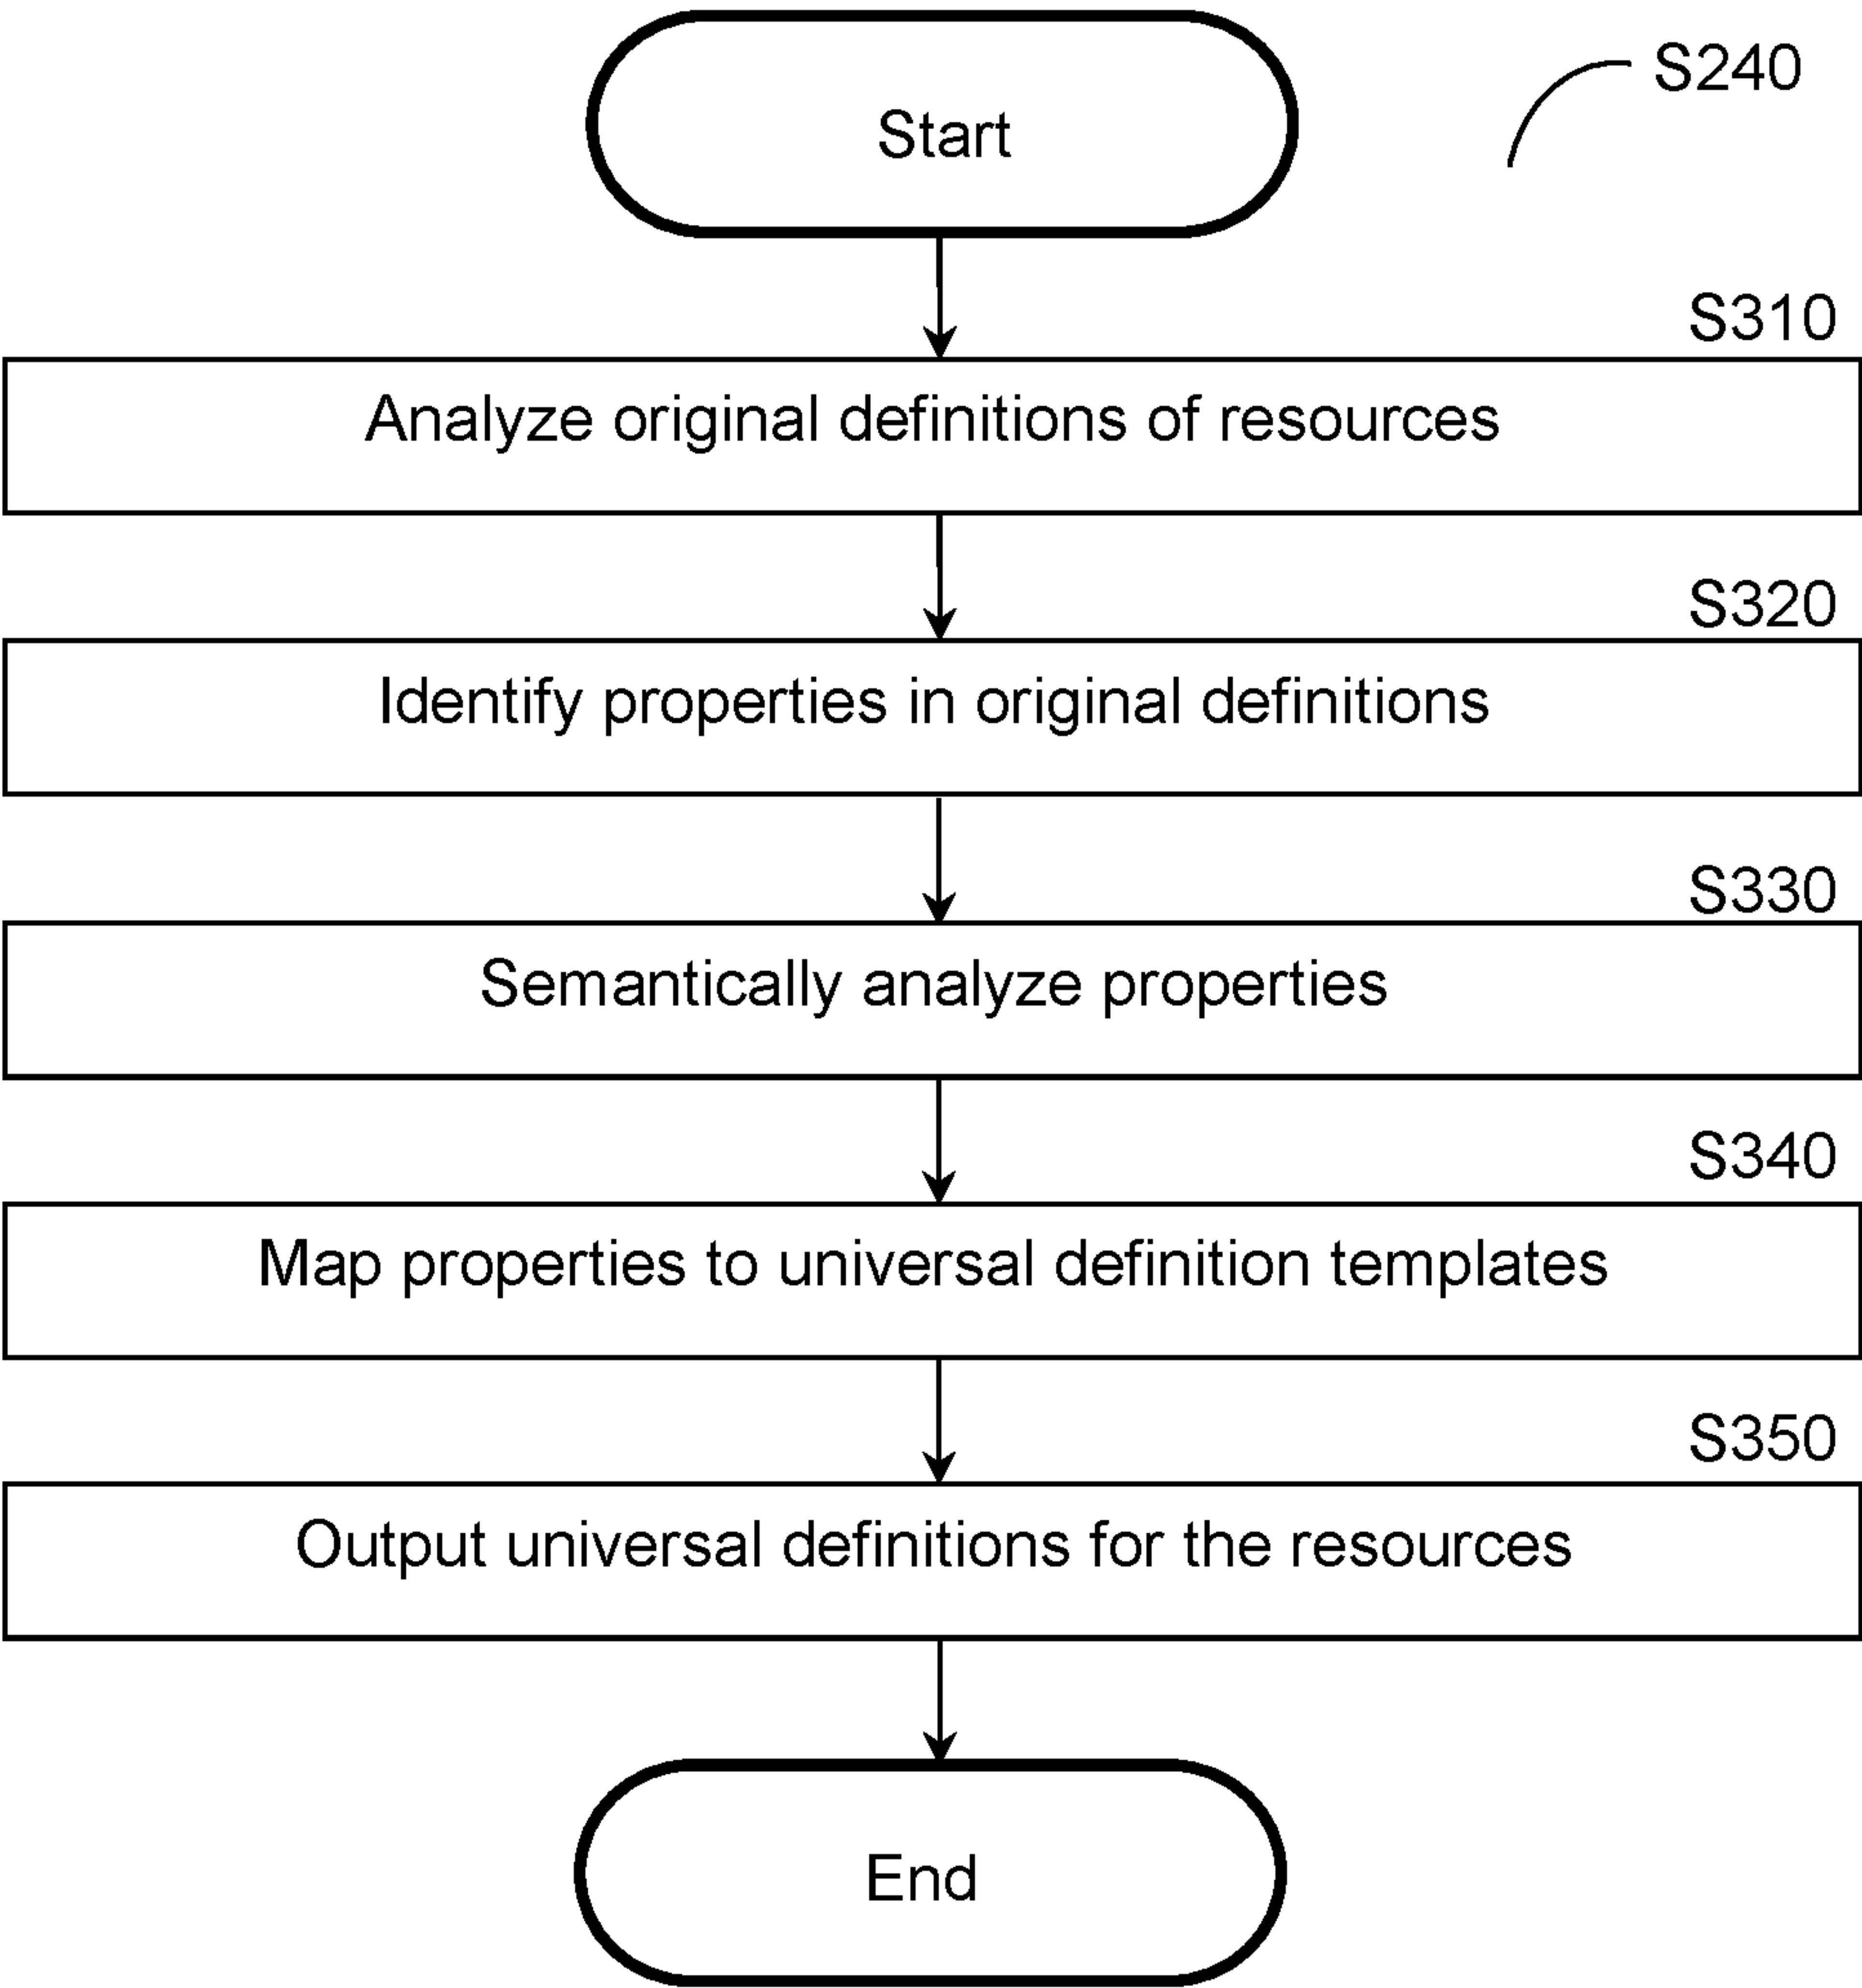 Start
S240
S310
Analyze original definitions of resources
S320
Identify properties in original definitions
S330
Semantically analyze properties
S340
Map properties to universal definition templates
S350
Output universal definitions for the resources
End